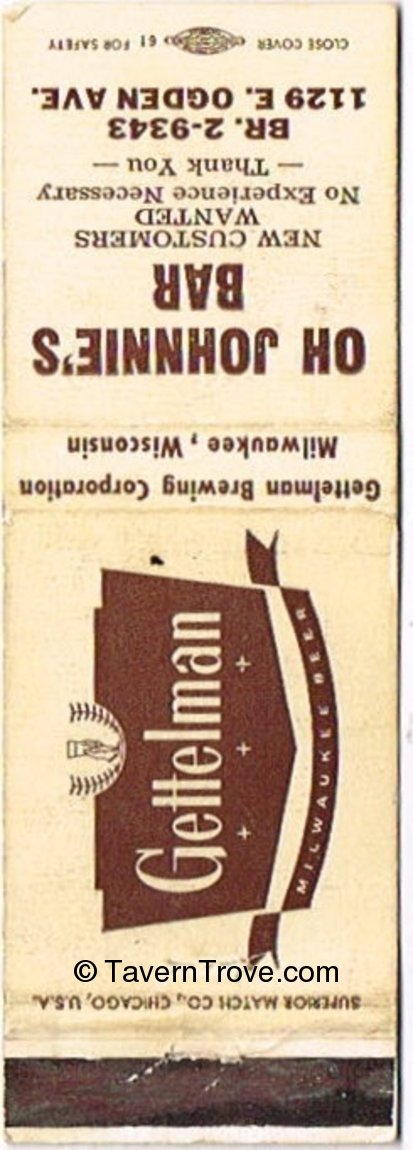 SUPERIOR MATCH CO., CHICAGO, U.S.A.
Gettelman
MILWAUKEE BEER
Gettelman Brewing Corporation
Milwaukee, Wisconsin
OH JOHNNIE'S
BAR
NEW CUSTOMERS
WANTED
No Experience Necessary
— Thank You —
BR. 2-9343
1129 E. OGDEN AVE.
CLOSE COVER 61 FOR SAFETY
© TavernTrove.com